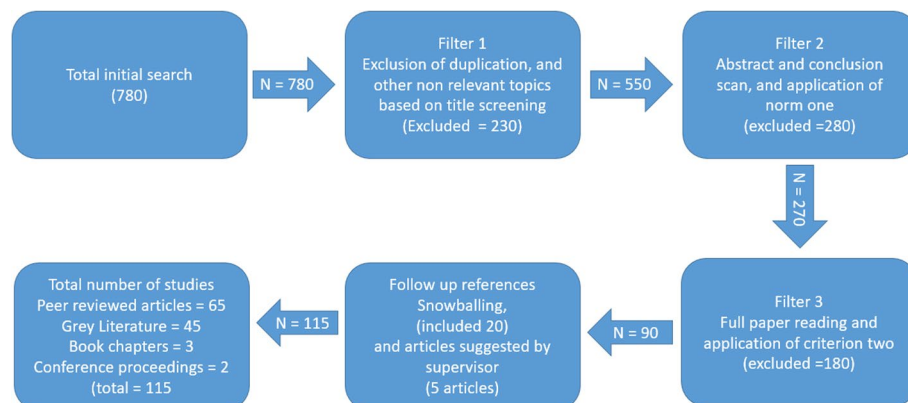 Total initial search
(780)
N = 780
Filter 1
Exclusion of duplication, and
other non relevant topics
based on title screening
(Excluded  = 230)
N = 550
Filter 2
Abstract and conclusion
scan, and application of
norm one
(excluded =280)
N = 270
Filter 3
Full paper reading and
application of criterion two
(excluded =180)
N = 90
Follow up references
Snowballing,
(included 20)
and articles suggested by
supervisor
(5 articles)
N = 115
Total number of studies
Peer reviewed articles = 65
Grey Literature = 45
Book chapters = 3
Conference proceedings = 2
(total = 115